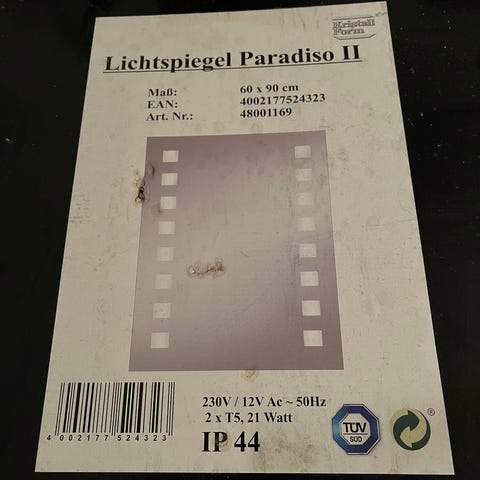 Kristall
Form
Lichtspiegel Paradiso II
Maß: 60 x 90 cm
EAN: 4002177524323
Art. Nr.: 48001169
230V / 12V Ac ~ 50Hz
2 x T5, 21 Watt
IP 44
4 002177 524323
TÜV
SÜD
®